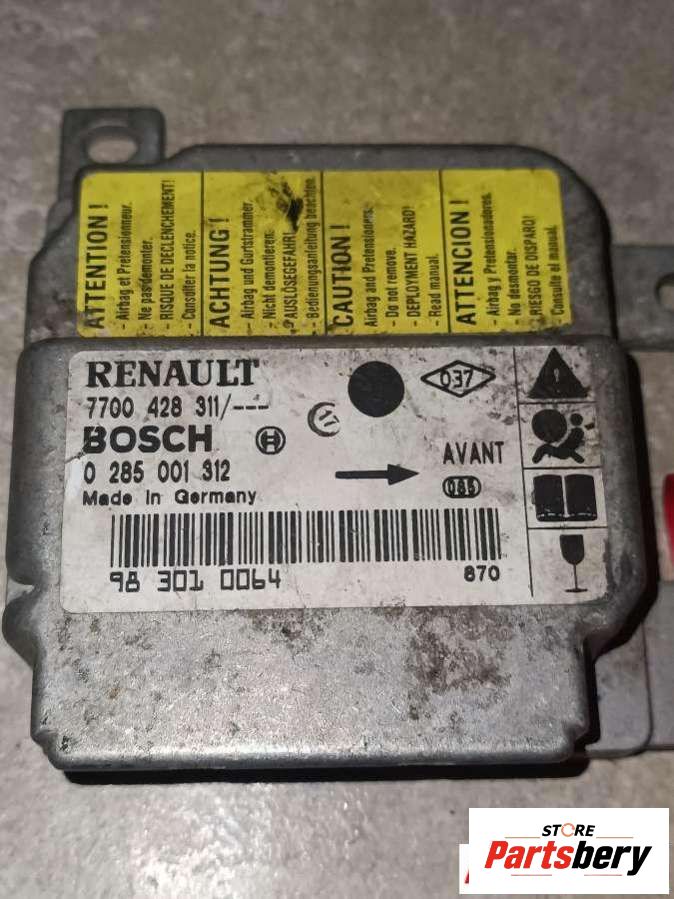 ATTENTION !
- Airbag et Pretensionneur.
- Ne pas demonter.
- RISQUE DE DECLENCHEMENT!
- Consulter la notice.
ACHTUNG !
- Airbag und Gurtstrammer.
- Nicht demontieren.
- AUSLÖSEGEFAHR!
- Bedienungsanleitung beachten.
CAUTION !
- Airbag and Pretensioners.
- Do not remove.
- DEPLOYMENT HAZARD!
- Read manual.
ATTENCION !
- Airbag y Pretensionadores.
- No desmontar.
- RIESGO DE DISPARO!
- Consulte el manual.
RENAULT
7700 428 311/---
037
BOSCH
AVANT
0 285 001 312
Made in Germany
98 301 0064
870
STORE
Partsbery